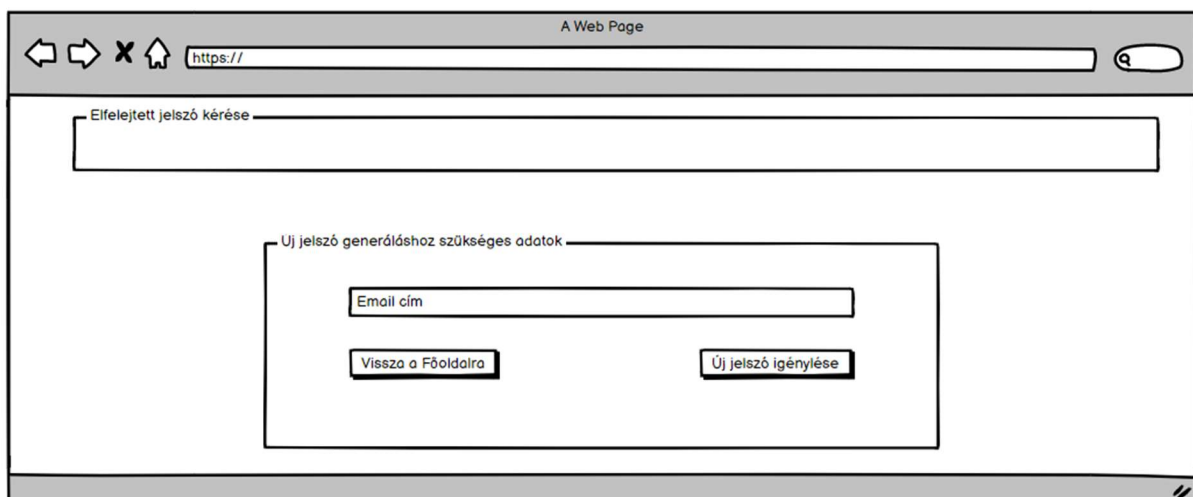 A Web Page
https://
Elfelejtett jelszó kérése
Uj jelszó generáláshoz szükséges adatok
Email cím
Vissza a Főoldalra
Új jelszó igénylése